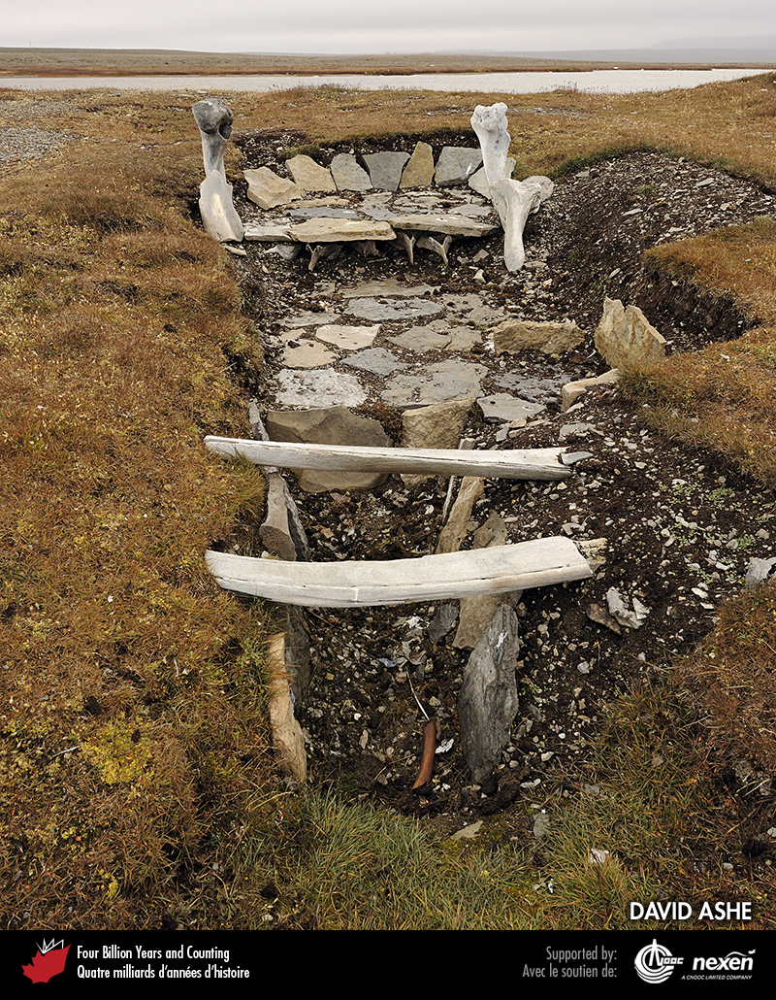 DAVID ASHE
Four Billion Years and Counting
Quatre milliards d'années d'histoire
Supported by:
Avec le soutien de:
CNOOC
nexen
A CNOOC LIMITED COMPANY